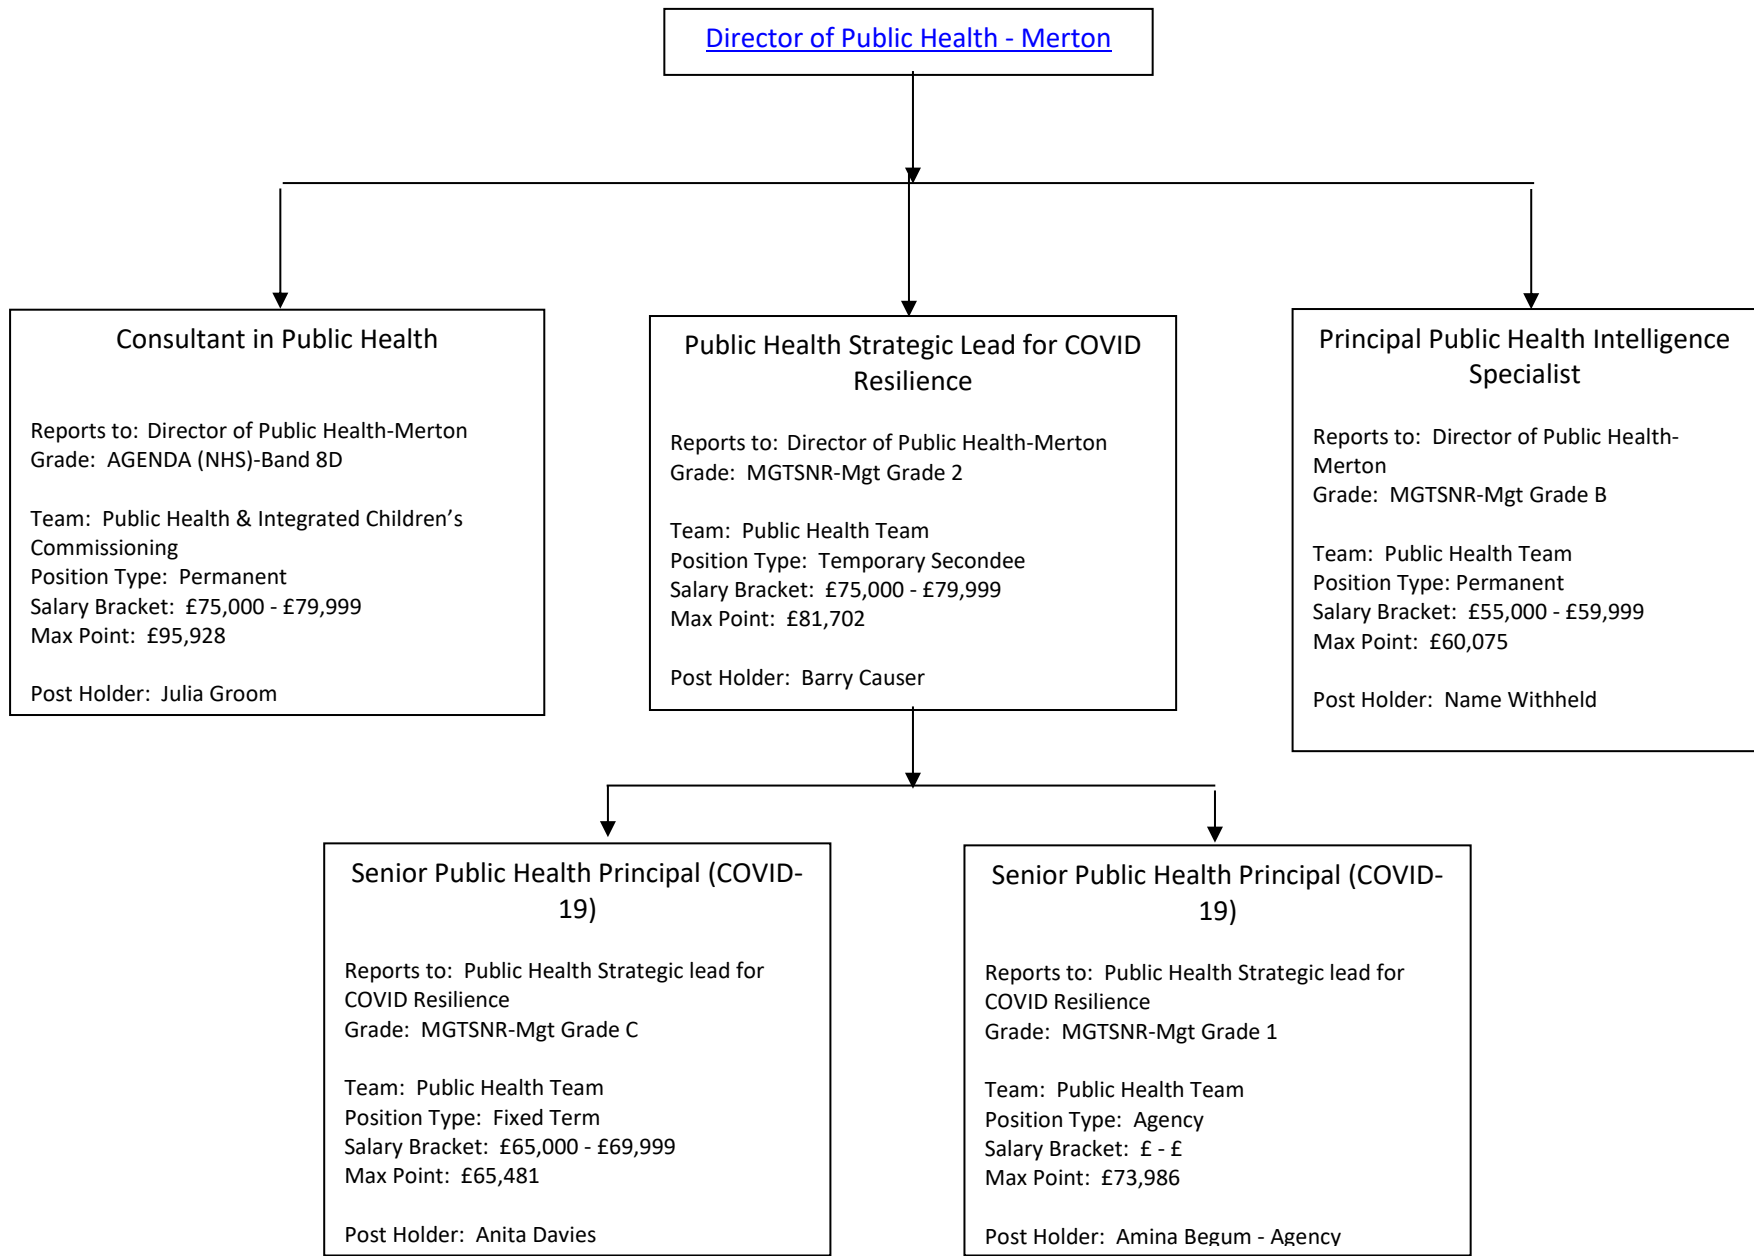 Director of Public Health - Merton
Consultant in Public Health
Reports to: Director of Public Health-Merton
Grade: AGENDA (NHS)-Band 8D
Team: Public Health & Integrated Children’s
Commissioning
Position Type: Permanent
Salary Bracket: £75,000 - £79,999
Max Point: £95,928
Post Holder: Julia Groom
Public Health Strategic Lead for COVID
Resilience
Reports to: Director of Public Health-Merton
Grade: MGTSNR-Mgt Grade 2
Team: Public Health Team
Position Type: Temporary Secondee
Salary Bracket: £75,000 - £79,999
Max Point: £81,702
Post Holder: Barry Causer
Principal Public Health Intelligence
Specialist
Reports to: Director of Public Health-
Merton
Grade: MGTSNR-Mgt Grade B
Team: Public Health Team
Position Type: Permanent
Salary Bracket: £55,000 - £59,999
Max Point: £60,075
Post Holder: Name Withheld
Senior Public Health Principal (COVID-
19)
Reports to: Public Health Strategic lead for
COVID Resilience
Grade: MGTSNR-Mgt Grade C
Team: Public Health Team
Position Type: Fixed Term
Salary Bracket: £65,000 - £69,999
Max Point: £65,481
Post Holder: Anita Davies
Senior Public Health Principal (COVID-
19)
Reports to: Public Health Strategic lead for
COVID Resilience
Grade: MGTSNR-Mgt Grade 1
Team: Public Health Team
Position Type: Agency
Salary Bracket: £ - £
Max Point: £73,986
Post Holder: Amina Begum - Agency